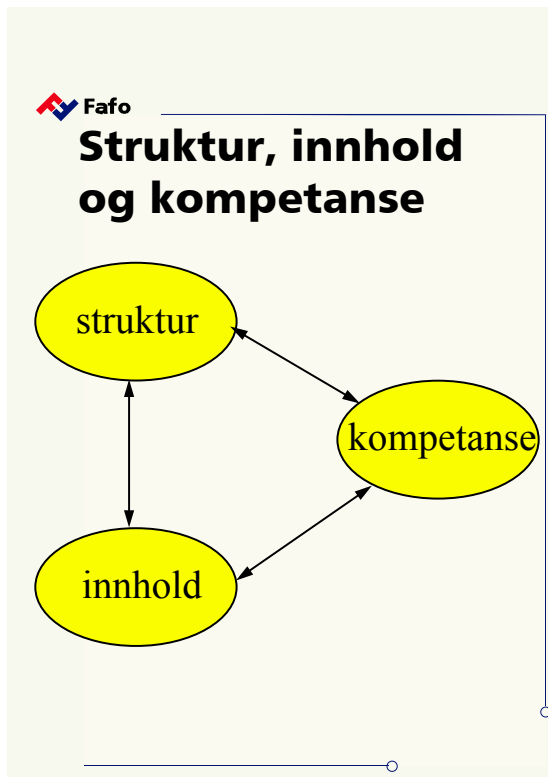 Fafo
Struktur, innhold
og kompetanse
struktur
kompetanse
innhold